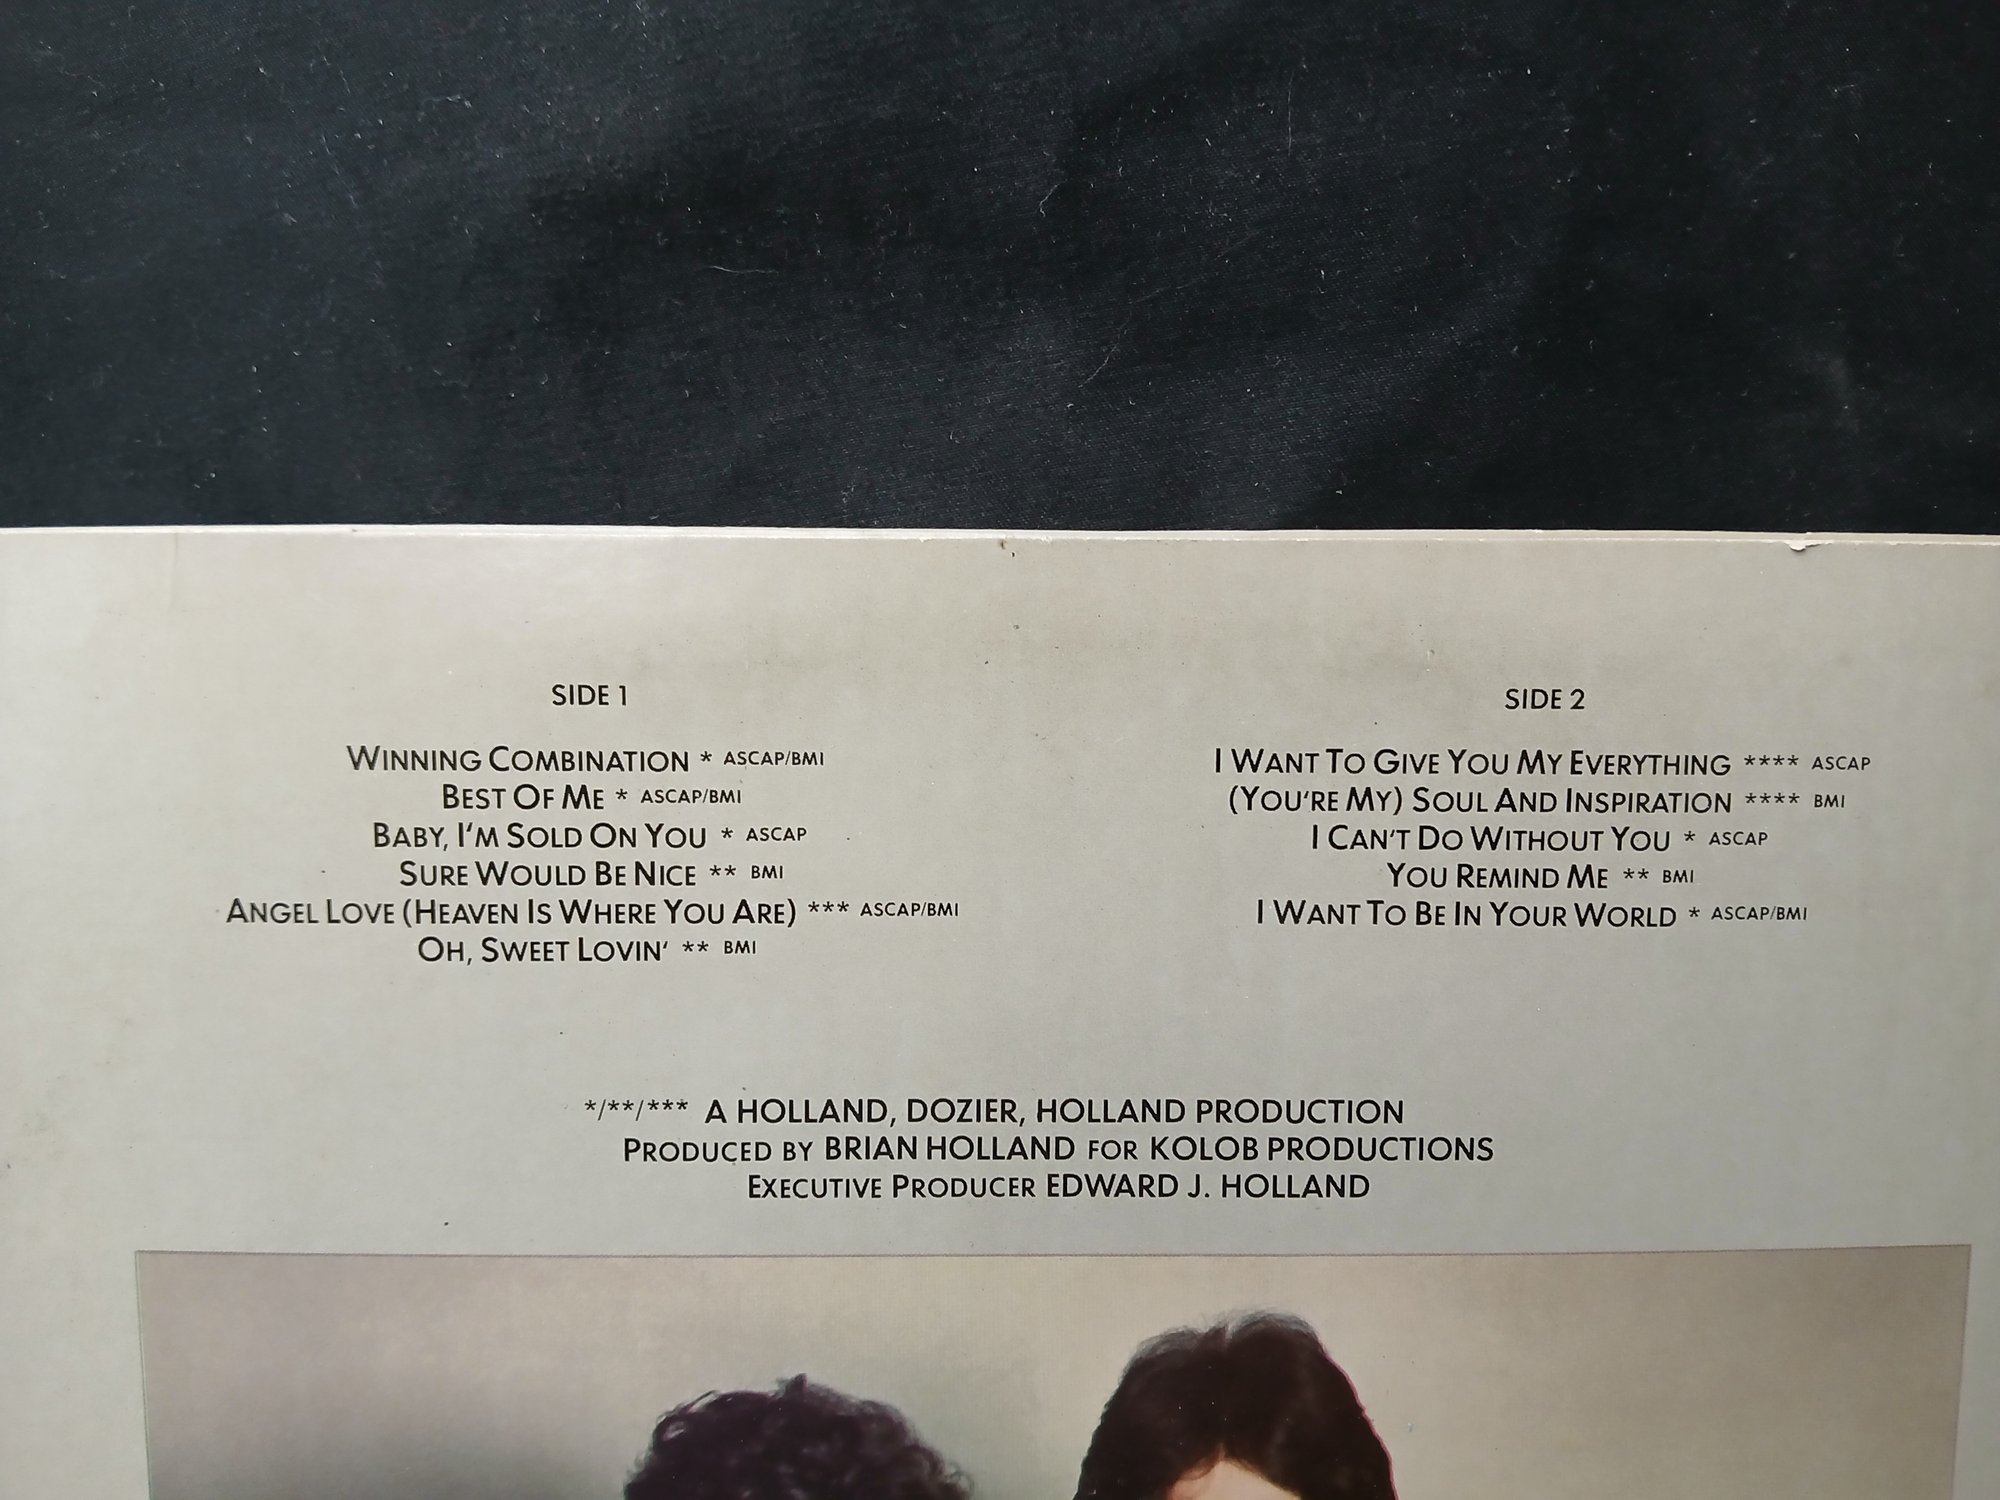 SIDE 1
WINNING COMBINATION * ASCAP/BMI
BEST OF ME * ASCAP/BMI
BABY, I'M SOLD ON YOU * ASCAP
SURE WOULD BE NICE ** BMI
ANGEL LOVE (HEAVEN IS WHERE YOU ARE) *** ASCAP/BMI
OH, SWEET LOVIN' ** BMI
SIDE 2
I WANT TO GIVE YOU MY EVERYTHING **** ASCAP
(YOU'RE MY) SOUL AND INSPIRATION **** BMI
I CAN'T DO WITHOUT YOU * ASCAP
YOU REMIND ME ** BMI
I WANT TO BE IN YOUR WORLD * ASCAP/BMI
*/**/*** A HOLLAND, DOZIER, HOLLAND PRODUCTION
PRODUCED BY BRIAN HOLLAND FOR KOLOB PRODUCTIONS
EXECUTIVE PRODUCER EDWARD J. HOLLAND